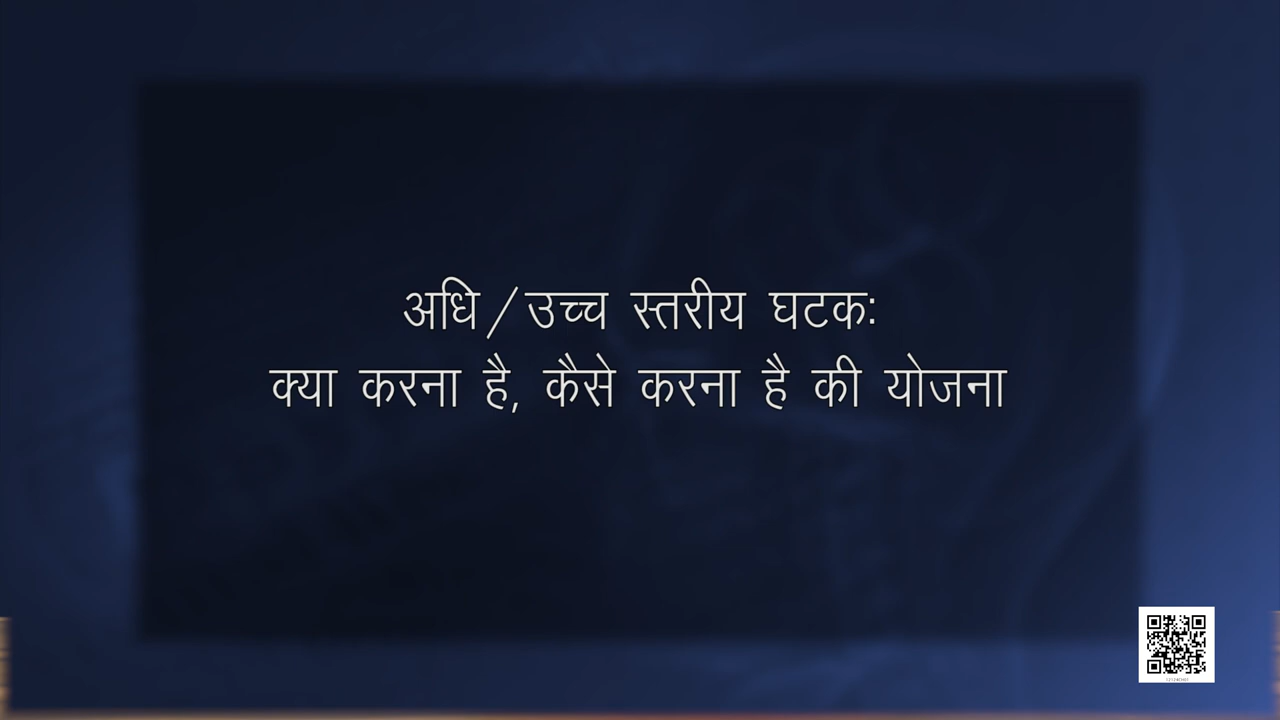 अधि/उच्च स्तरीय घटक:
क्या करना है, कैसे करना है की योजना